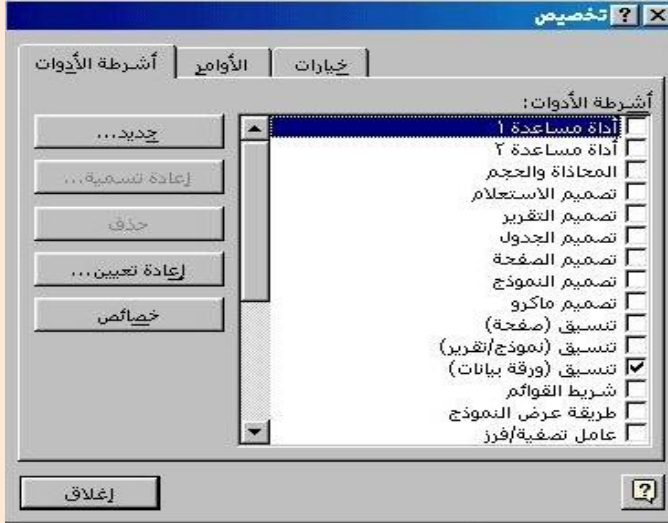 تخصيص
أشرطة الأدوات
الأوامر
خيارات
أشرطة الأدوات:
أداة مساعدة ١
أداة مساعدة ٢
المحاذاة والحجم
تصميم الاستعلام
تصميم التقرير
تصميم الجدول
تصميم الصفحة
تصميم النموذج
تصميم ماكرو
تنسيق (صفحة)
تنسيق (نموذج/تقرير)
تنسيق (ورقة بيانات)
شريط القوائم
طريقة عرض النموذج
عامل تصفية/فرز
جديد...
إعادة تسمية...
حذف
إعادة تعيين...
خصائص
إغلاق